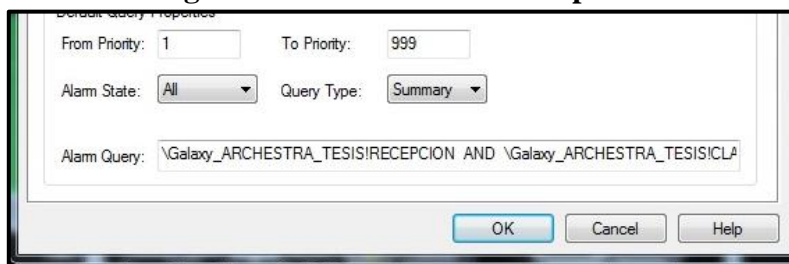 From Priority: 1 To Priority: 999
Alarm State: All Query Type: Summary
Alarm Query: \Galaxy_ARCHESTRA_TESIS!RECEPCION AND \Galaxy_ARCHESTRA_TESIS!CLA
OK Cancel Help